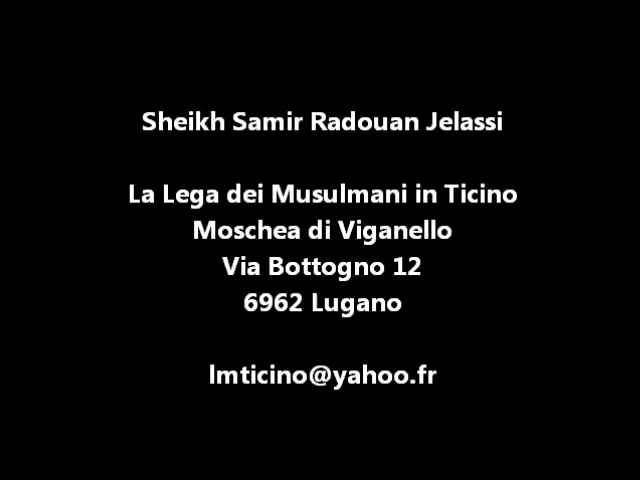 Sheikh Samir Radouan Jelassi
La Lega dei Musulmani in Ticino
Moschea di Viganello
Via Bottogno 12
6962 Lugano
lmticino@yahoo.fr